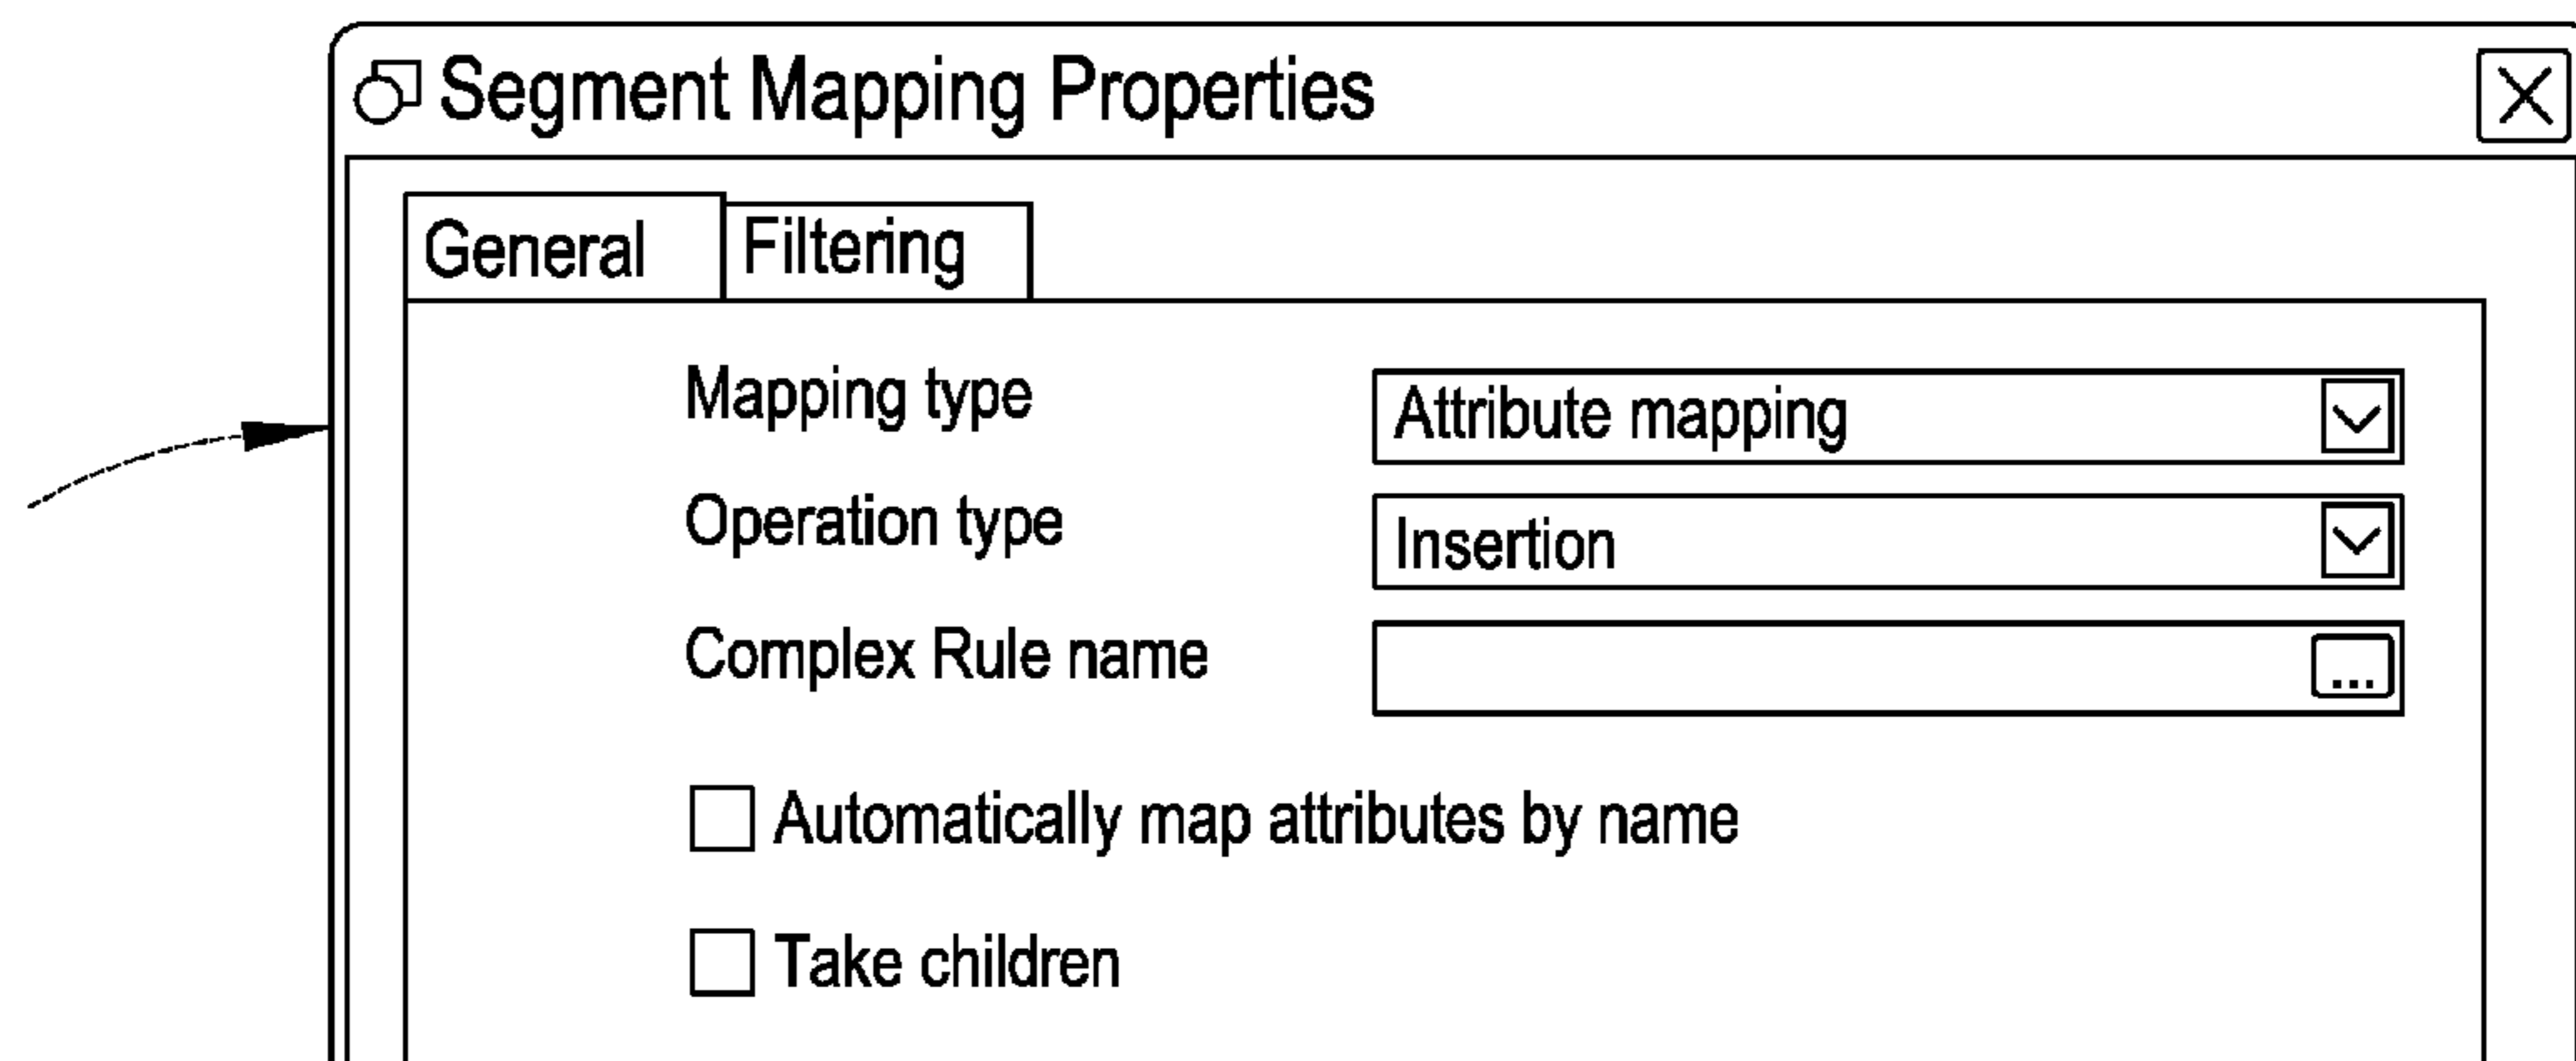 Segment Mapping Properties
General Filtering
Mapping type Attribute mapping
Operation type Insertion
Complex Rule name ...
Automatically map attributes by name
Take children